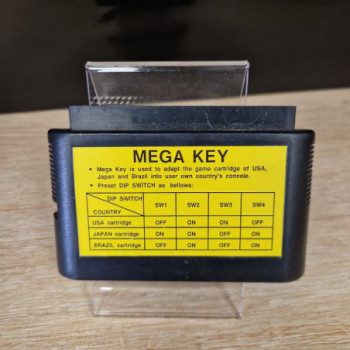 MEGA KEY
• Mega Key is used to adapt the game cartridge of USA,
Japan and Brazil into user own country's console.
• Preset DIP SWITCH as bellows:
DIP SWITCH SW1 SW2 SW3 SW4
COUNTRY
USA cartridge OFF ON ON OFF
JAPAN cartridge ON ON OFF ON
BRAZIL cartridge OFF OFF ON ON